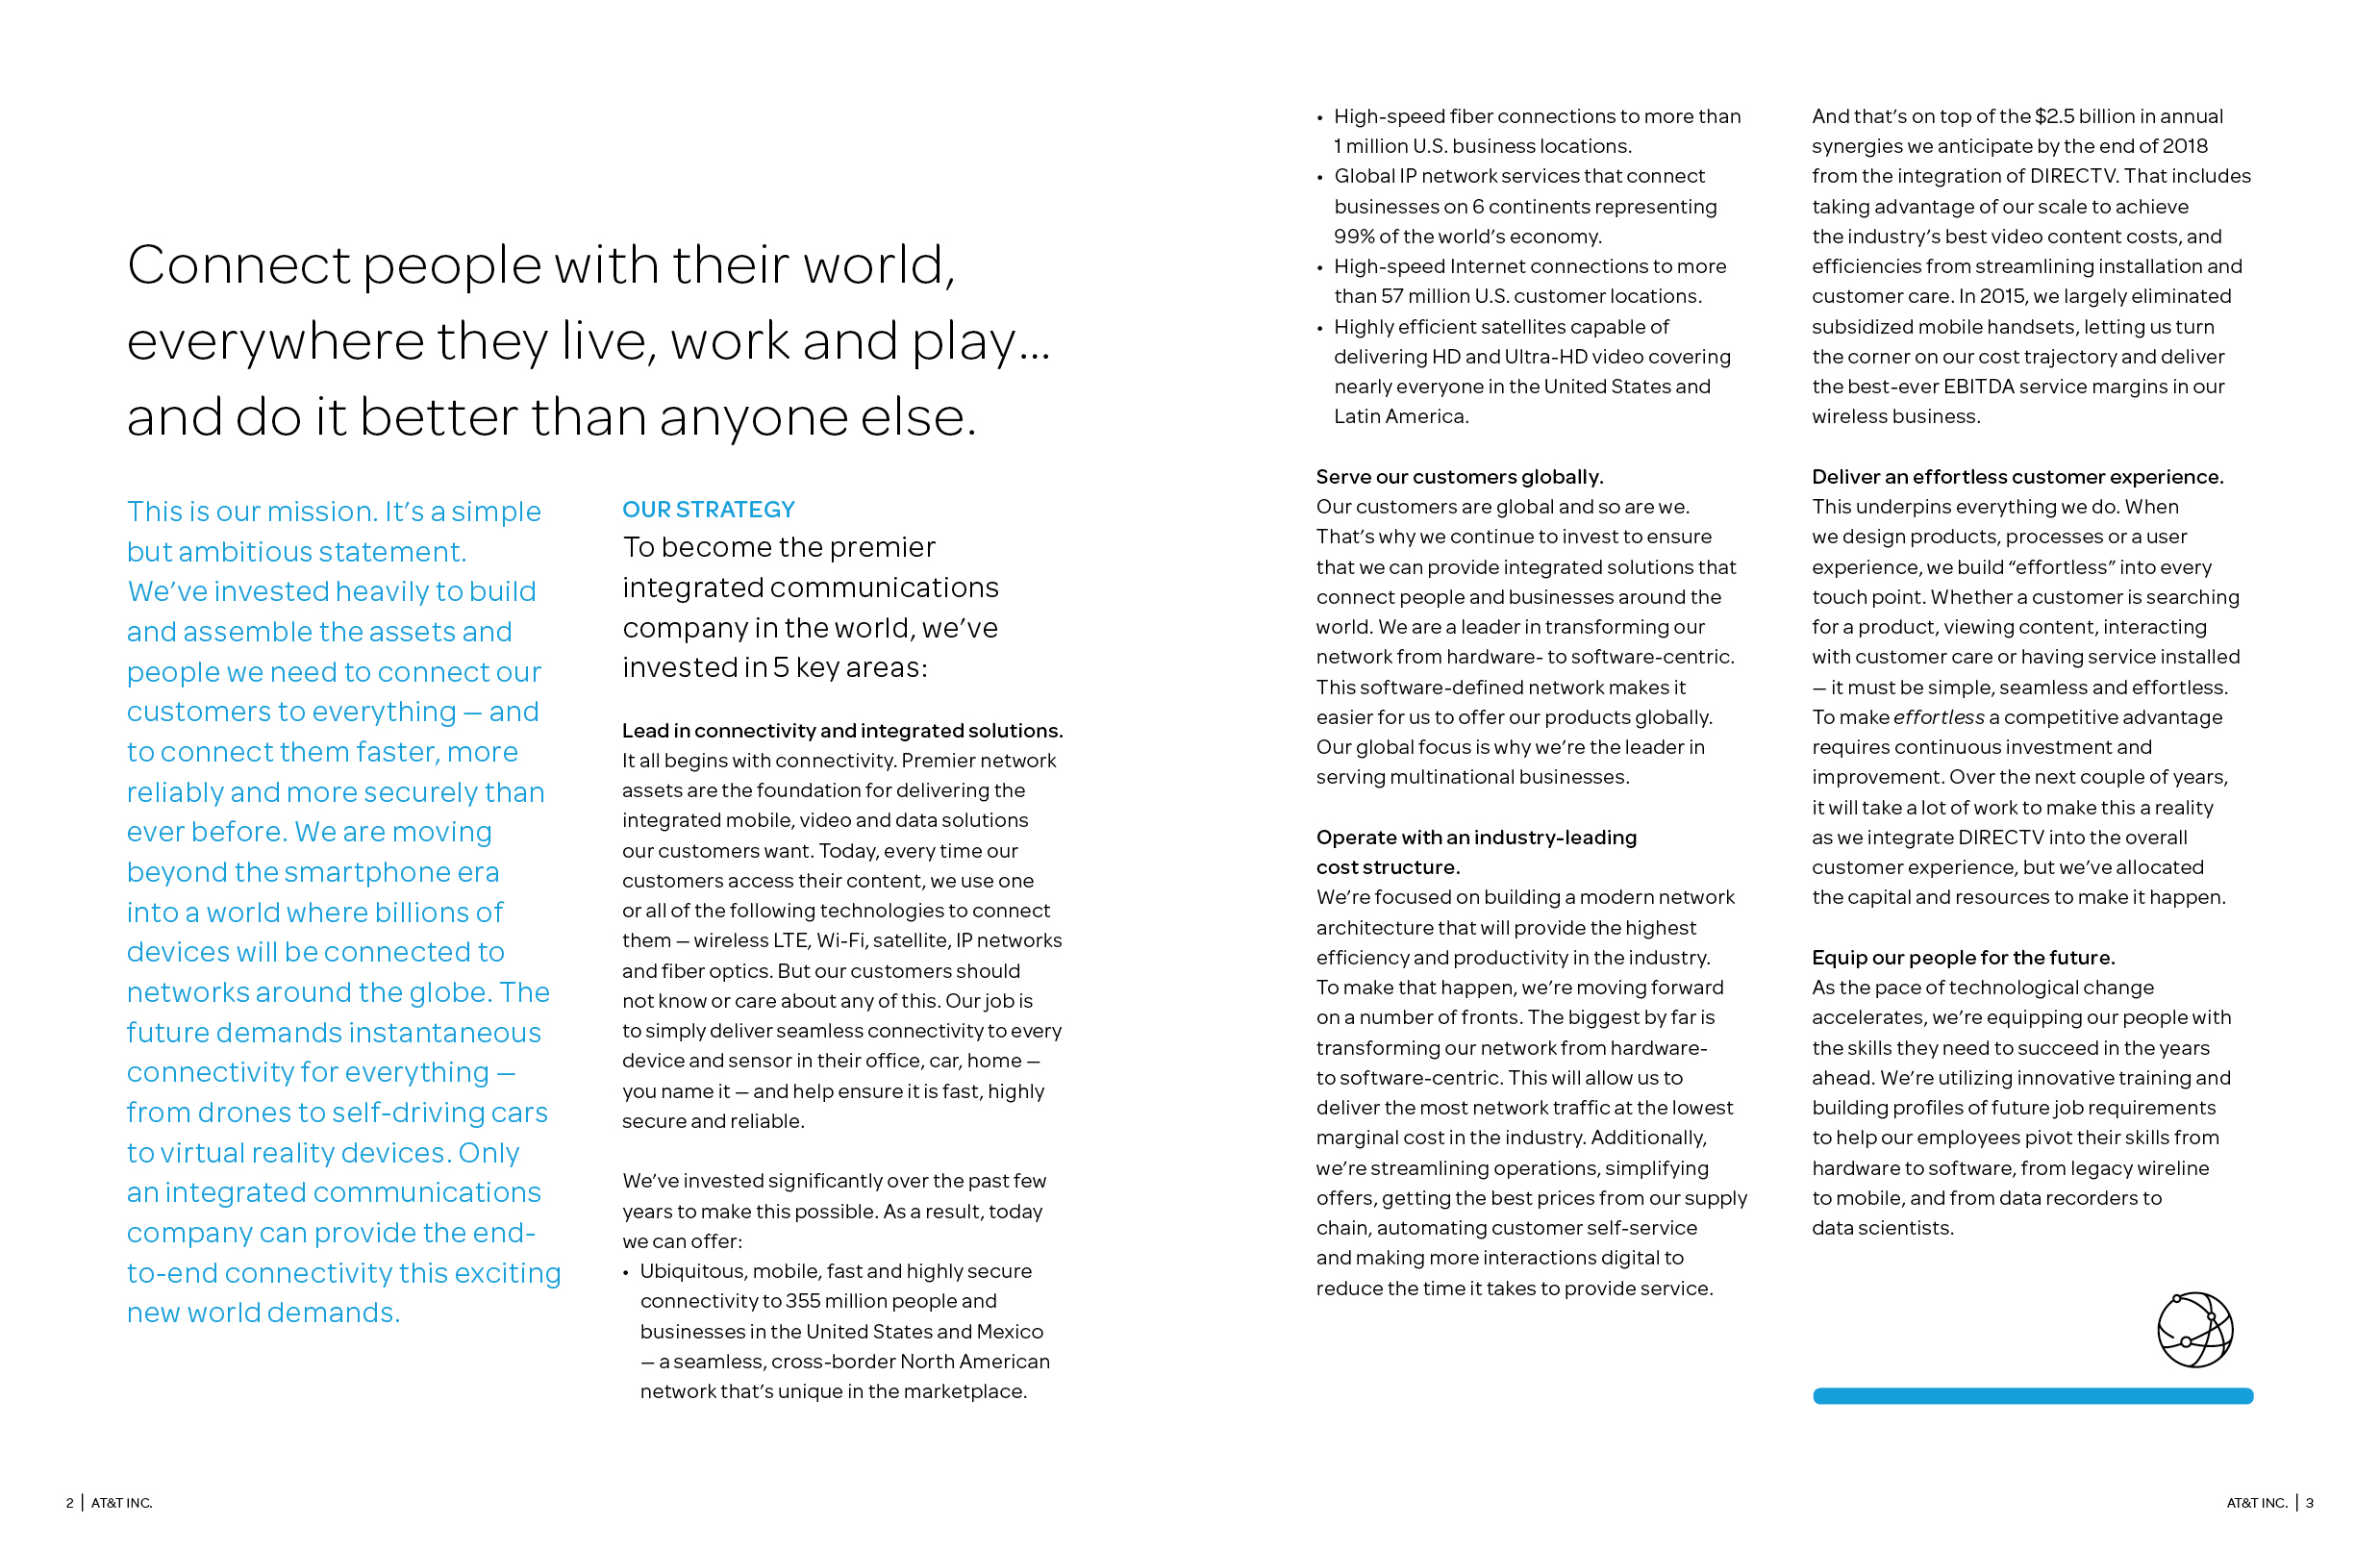 Connect people with their world,
everywhere they live, work and play...
and do it better than anyone else.
This is our mission. It’s a simple
but ambitious statement.
We’ve invested heavily to build
and assemble the assets and
people we need to connect our
customers to everything — and
to connect them faster, more
reliably and more securely than
ever before. We are moving
beyond the smartphone era
into a world where billions of
devices will be connected to
networks around the globe. The
future demands instantaneous
connectivity for everything —
from drones to self-driving cars
to virtual reality devices. Only
an integrated communications
company can provide the end-
to-end connectivity this exciting
new world demands.
OUR STRATEGY
To become the premier
integrated communications
company in the world, we’ve
invested in 5 key areas:
Lead in connectivity and integrated solutions.
It all begins with connectivity. Premier network
assets are the foundation for delivering the
integrated mobile, video and data solutions
our customers want. Today, every time our
customers access their content, we use one
or all of the following technologies to connect
them — wireless LTE, Wi-Fi, satellite, IP networks
and fiber optics. But our customers should
not know or care about any of this. Our job is
to simply deliver seamless connectivity to every
device and sensor in their office, car, home —
you name it — and help ensure it is fast, highly
secure and reliable.
We’ve invested significantly over the past few
years to make this possible. As a result, today
we can offer:
• Ubiquitous, mobile, fast and highly secure
connectivity to 355 million people and
businesses in the United States and Mexico
— a seamless, cross-border North American
network that’s unique in the marketplace.
• High-speed fiber connections to more than
1 million U.S. business locations.
• Global IP network services that connect
businesses on 6 continents representing
99% of the world’s economy.
• High-speed Internet connections to more
than 57 million U.S. customer locations.
• Highly efficient satellites capable of
delivering HD and Ultra-HD video covering
nearly everyone in the United States and
Latin America.
Serve our customers globally.
Our customers are global and so are we.
That’s why we continue to invest to ensure
that we can provide integrated solutions that
connect people and businesses around the
world. We are a leader in transforming our
network from hardware- to software-centric.
This software-defined network makes it
easier for us to offer our products globally.
Our global focus is why we’re the leader in
serving multinational businesses.
Operate with an industry-leading
cost structure.
We’re focused on building a modern network
architecture that will provide the highest
efficiency and productivity in the industry.
To make that happen, we’re moving forward
on a number of fronts. The biggest by far is
transforming our network from hardware-
to software-centric. This will allow us to
deliver the most network traffic at the lowest
marginal cost in the industry. Additionally,
we’re streamlining operations, simplifying
offers, getting the best prices from our supply
chain, automating customer self-service
and making more interactions digital to
reduce the time it takes to provide service.
And that’s on top of the $2.5 billion in annual
synergies we anticipate by the end of 2018
from the integration of DIRECTV. That includes
taking advantage of our scale to achieve
the industry’s best video content costs, and
efficiencies from streamlining installation and
customer care. In 2015, we largely eliminated
subsidized mobile handsets, letting us turn
the corner on our cost trajectory and deliver
the best-ever EBITDA service margins in our
wireless business.
Deliver an effortless customer experience.
This underpins everything we do. When
we design products, processes or a user
experience, we build “effortless” into every
touch point. Whether a customer is searching
for a product, viewing content, interacting
with customer care or having service installed
— it must be simple, seamless and effortless.
To make effortless a competitive advantage
requires continuous investment and
improvement. Over the next couple of years,
it will take a lot of work to make this a reality
as we integrate DIRECTV into the overall
customer experience, but we’ve allocated
the capital and resources to make it happen.
Equip our people for the future.
As the pace of technological change
accelerates, we’re equipping our people with
the skills they need to succeed in the years
ahead. We’re utilizing innovative training and
building profiles of future job requirements
to help our employees pivot their skills from
hardware to software, from legacy wireline
to mobile, and from data recorders to
data scientists.
2 | AT&T INC.
AT&T INC. | 3